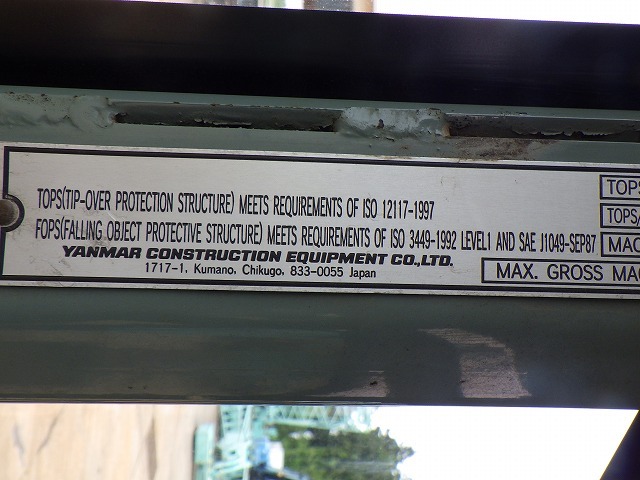 TOPS(TIP-OVER PROTECTION STRUCTURE) MEETS REQUIREMENTS OF ISO 12117-1997
FOPS(FALLING OBJECT PROTECTIVE STRUCTURE) MEETS REQUIREMENTS OF ISO 3449-1992 LEVEL1 AND SAE J1049-SEP87
YANMAR CONSTRUCTION EQUIPMENT CO.,LTD.
1717-1, Kumano, Chikugo, 833-0055 Japan
TOPS
TOPS/
MAC
MAX. GROSS MA